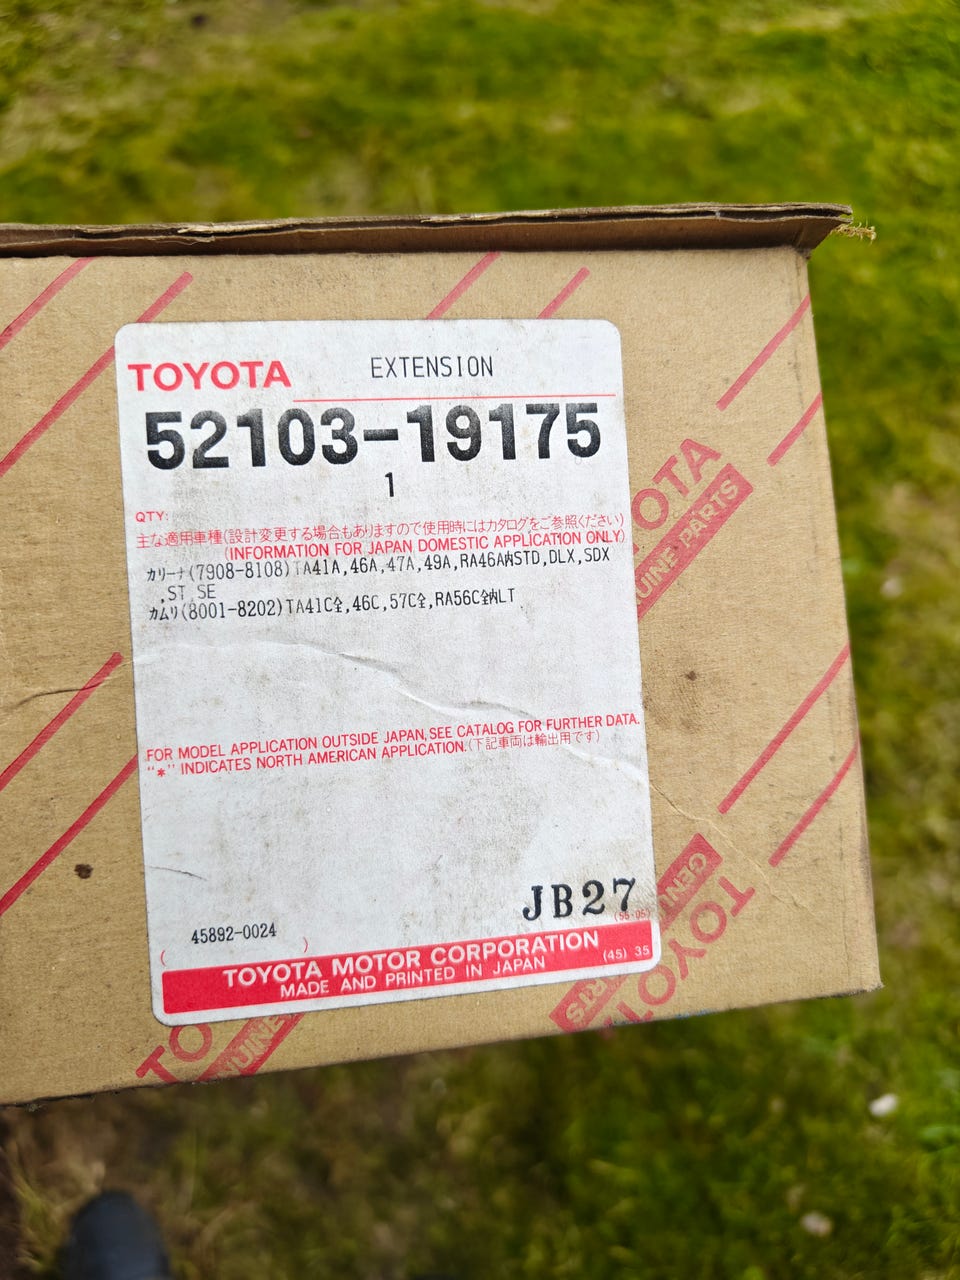 TOYOTA EXTENSION
52103-19175
1
QTY:
主な適用車種(設計変更する場合もありますので使用時にはカタログをご参照ください)
(INFORMATION FOR JAPAN DOMESTIC APPLICATION ONLY)
カリーナ(7908-8108)TA41A,46A,47A,49A,RA46A内STD,DLX,SDX
,ST,SE
カムリ(8001-8202)TA41C全,46C,57C全,RA56C全内LT
FOR MODEL APPLICATION OUTSIDE JAPAN, SEE CATALOG FOR FURTHER DATA.
"*" INDICATES NORTH AMERICAN APPLICATION.(下記車両は輸出用です)
JB27
45892-0024
( )
TOYOTA MOTOR CORPORATION
MADE AND PRINTED IN JAPAN
(45) 35
OTA
UINE PARTS
GENUI
TOYOTA
PARTS
TO
UINE